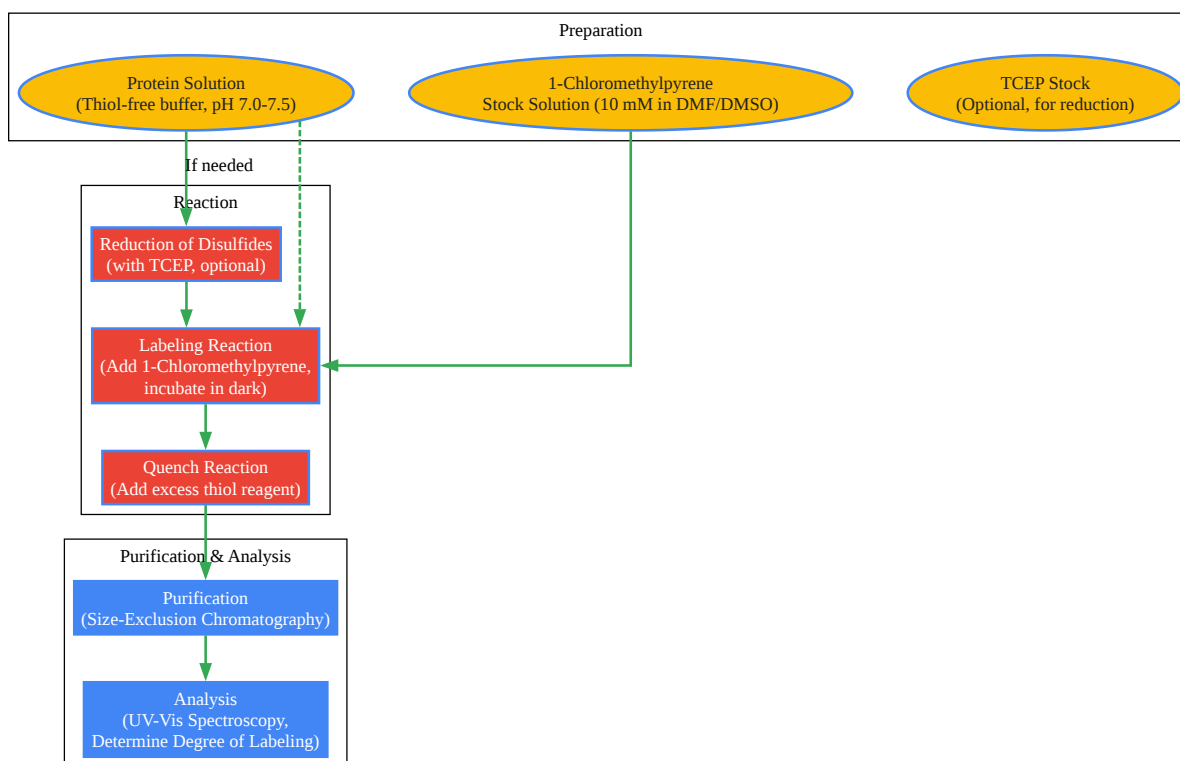 Preparation
Protein Solution
(Thiol-free buffer, pH 7.0-7.5)
1-Chloromethylpyrene
Stock Solution (10 mM in DMF/DMSO)
TCEP Stock
(Optional, for reduction)
If needed
Reaction
Reduction of Disulfides
(with TCEP, optional)
Labeling Reaction
(Add 1-Chloromethylpyrene,
incubate in dark)
Quench Reaction
(Add excess thiol reagent)
Purification & Analysis
Purification
(Size-Exclusion Chromatography)
Analysis
(UV-Vis Spectroscopy,
Determine Degree of Labeling)